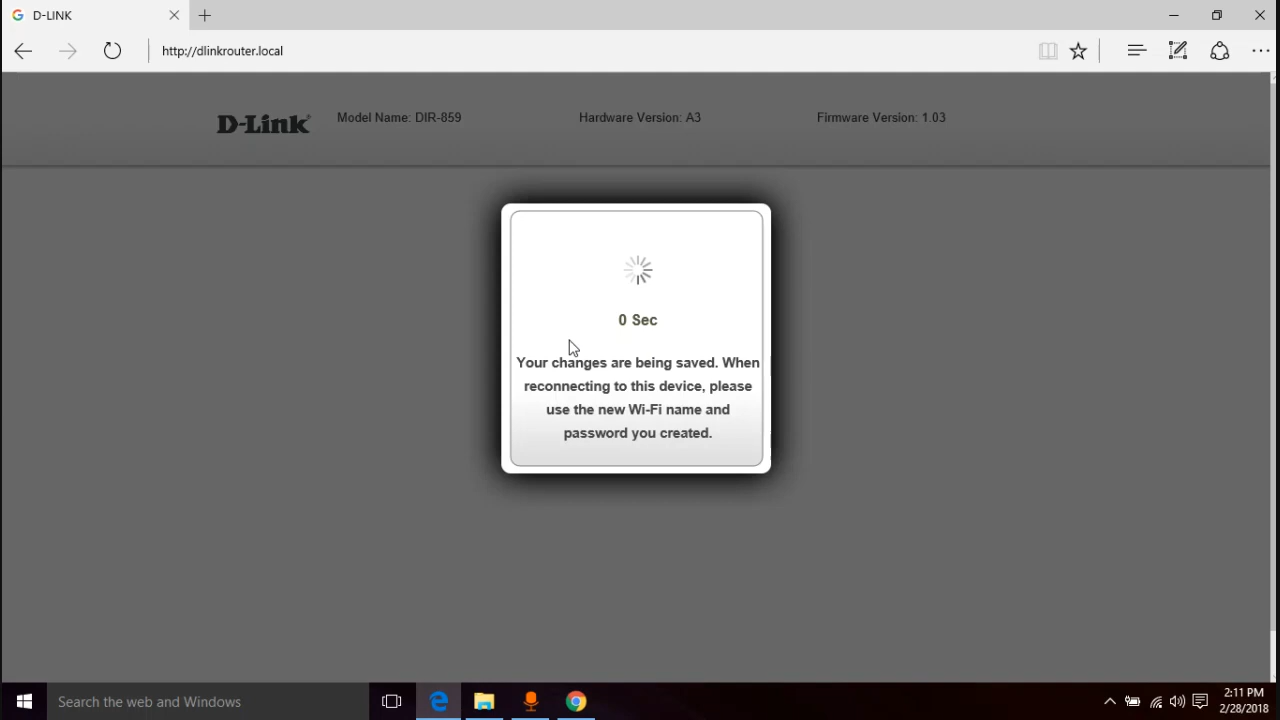 D-LINK
http://dlinkrouter.local
D-Link
Model Name: DIR-859
Hardware Version: A3
Firmware Version: 1.03
0 Sec
Your changes are being saved. When
reconnecting to this device, please
use the new Wi-Fi name and
password you created.
Search the web and Windows
2:11 PM
2/28/2018